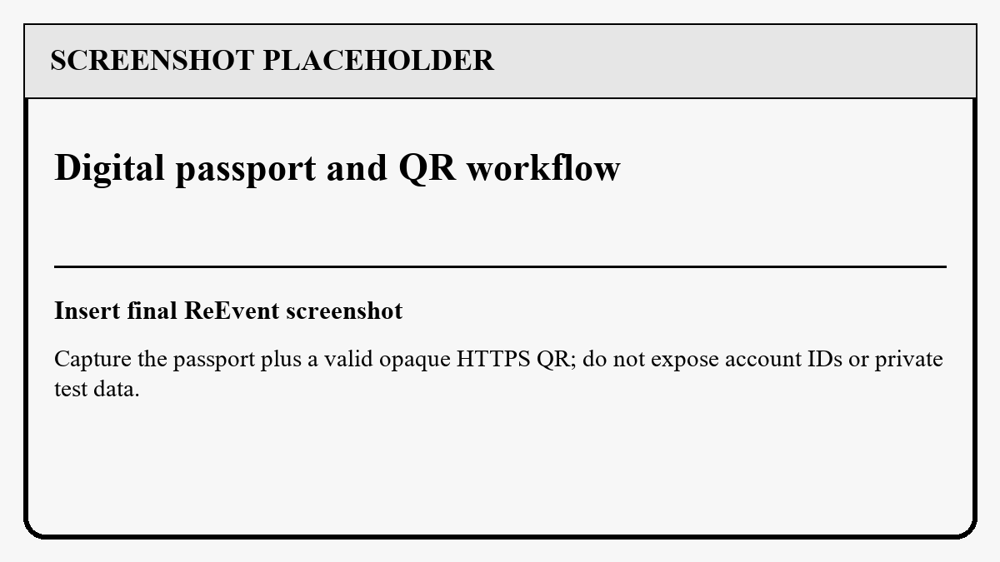 SCREENSHOT PLACEHOLDER
Digital passport and QR workflow
Insert final ReEvent screenshot
Capture the passport plus a valid opaque HTTPS QR; do not expose account IDs or private
test data.